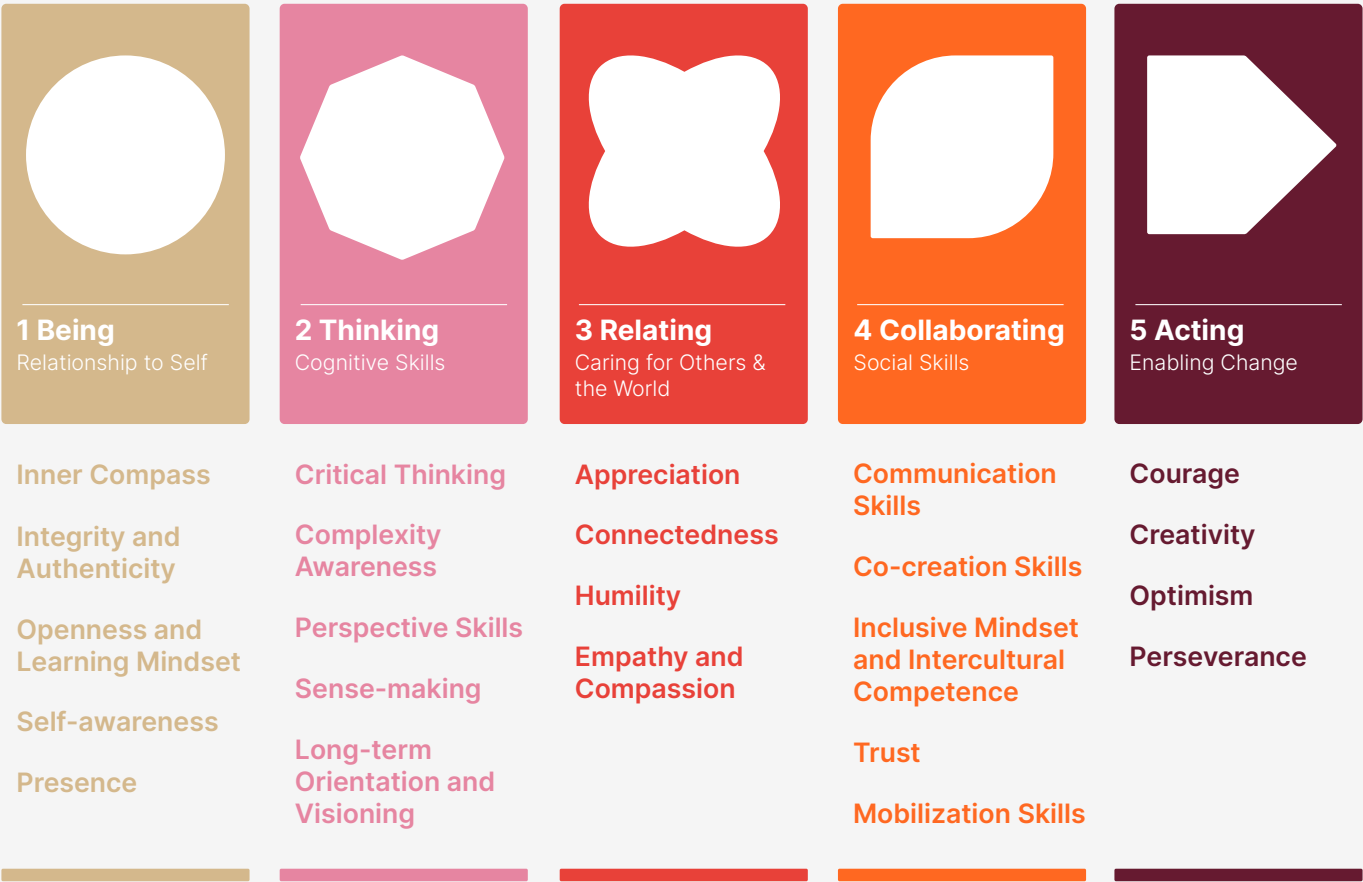 1 Being
Relationship to Self
Inner Compass
Integrity and
Authenticity
Openness and
Learning Mindset
Self-awareness
Presence
2 Thinking
Cognitive Skills
Critical Thinking
Complexity
Awareness
Perspective Skills
Sense-making
Long-term
Orientation and
Visioning
3 Relating
Caring for Others &
the World
Appreciation
Connectedness
Humility
Empathy and
Compassion
4 Collaborating
Social Skills
Communication
Skills
Co-creation Skills
Inclusive Mindset
and Intercultural
Competence
Trust
Mobilization Skills
5 Acting
Enabling Change
Courage
Creativity
Optimism
Perseverance